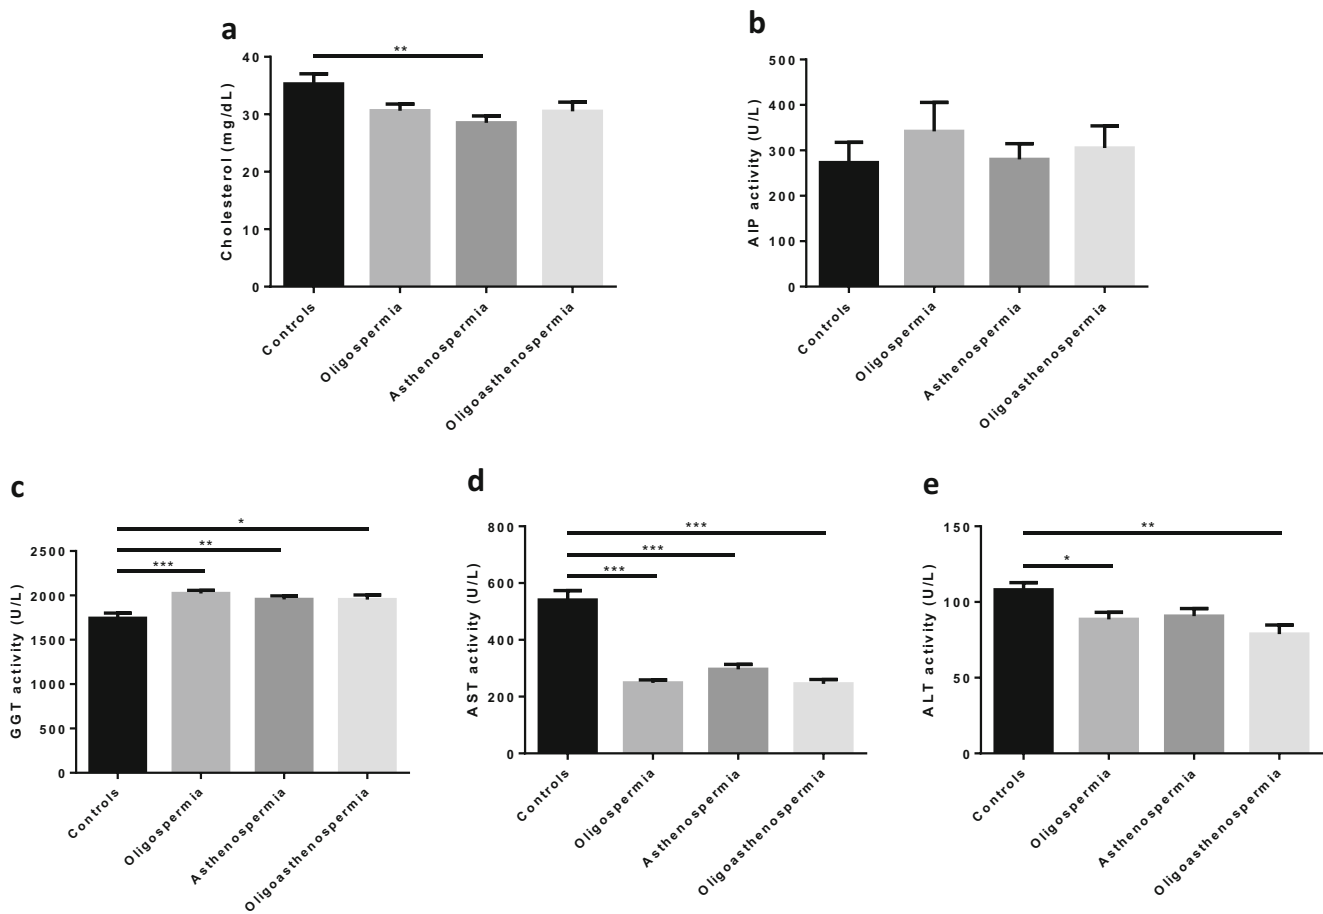 a
**
Cholesterol (mg/dL)
40
30
20
10
0
Controls
Oligospermia
Asthenospermia
Oligoasthenospermia
b
AlP activity (U/L)
500
400
300
200
100
0
Controls
Oligospermia
Asthenospermia
Oligoasthenospermia
c
*
**
***
GGT activity (U/L)
2500
2000
1500
1000
500
0
Controls
Oligospermia
Asthenospermia
Oligoasthenospermia
d
***
***
***
AST activity (U/L)
800
600
400
200
0
Controls
Oligospermia
Asthenospermia
Oligoasthenospermia
e
**
*
ALT activity (U/L)
150
100
50
0
Controls
Oligospermia
Asthenospermia
Oligoasthenospermia